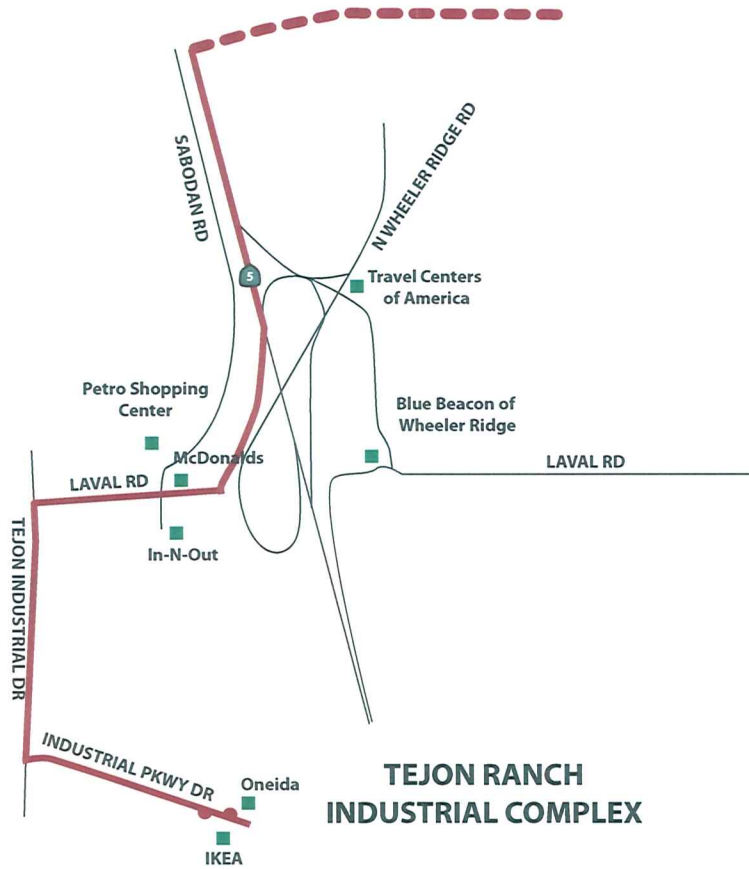 SABODAN RD
N WHEELER RIDGE RD
5
Travel Centers
of America
Petro Shopping
Center
Blue Beacon of
Wheeler Ridge
McDonalds
LAVAL RD
LAVAL RD
In-N-Out
TEJON INDUSTRIAL DR
INDUSTRIAL PKWY DR
Oneida
IKEA
TEJON RANCH
INDUSTRIAL COMPLEX